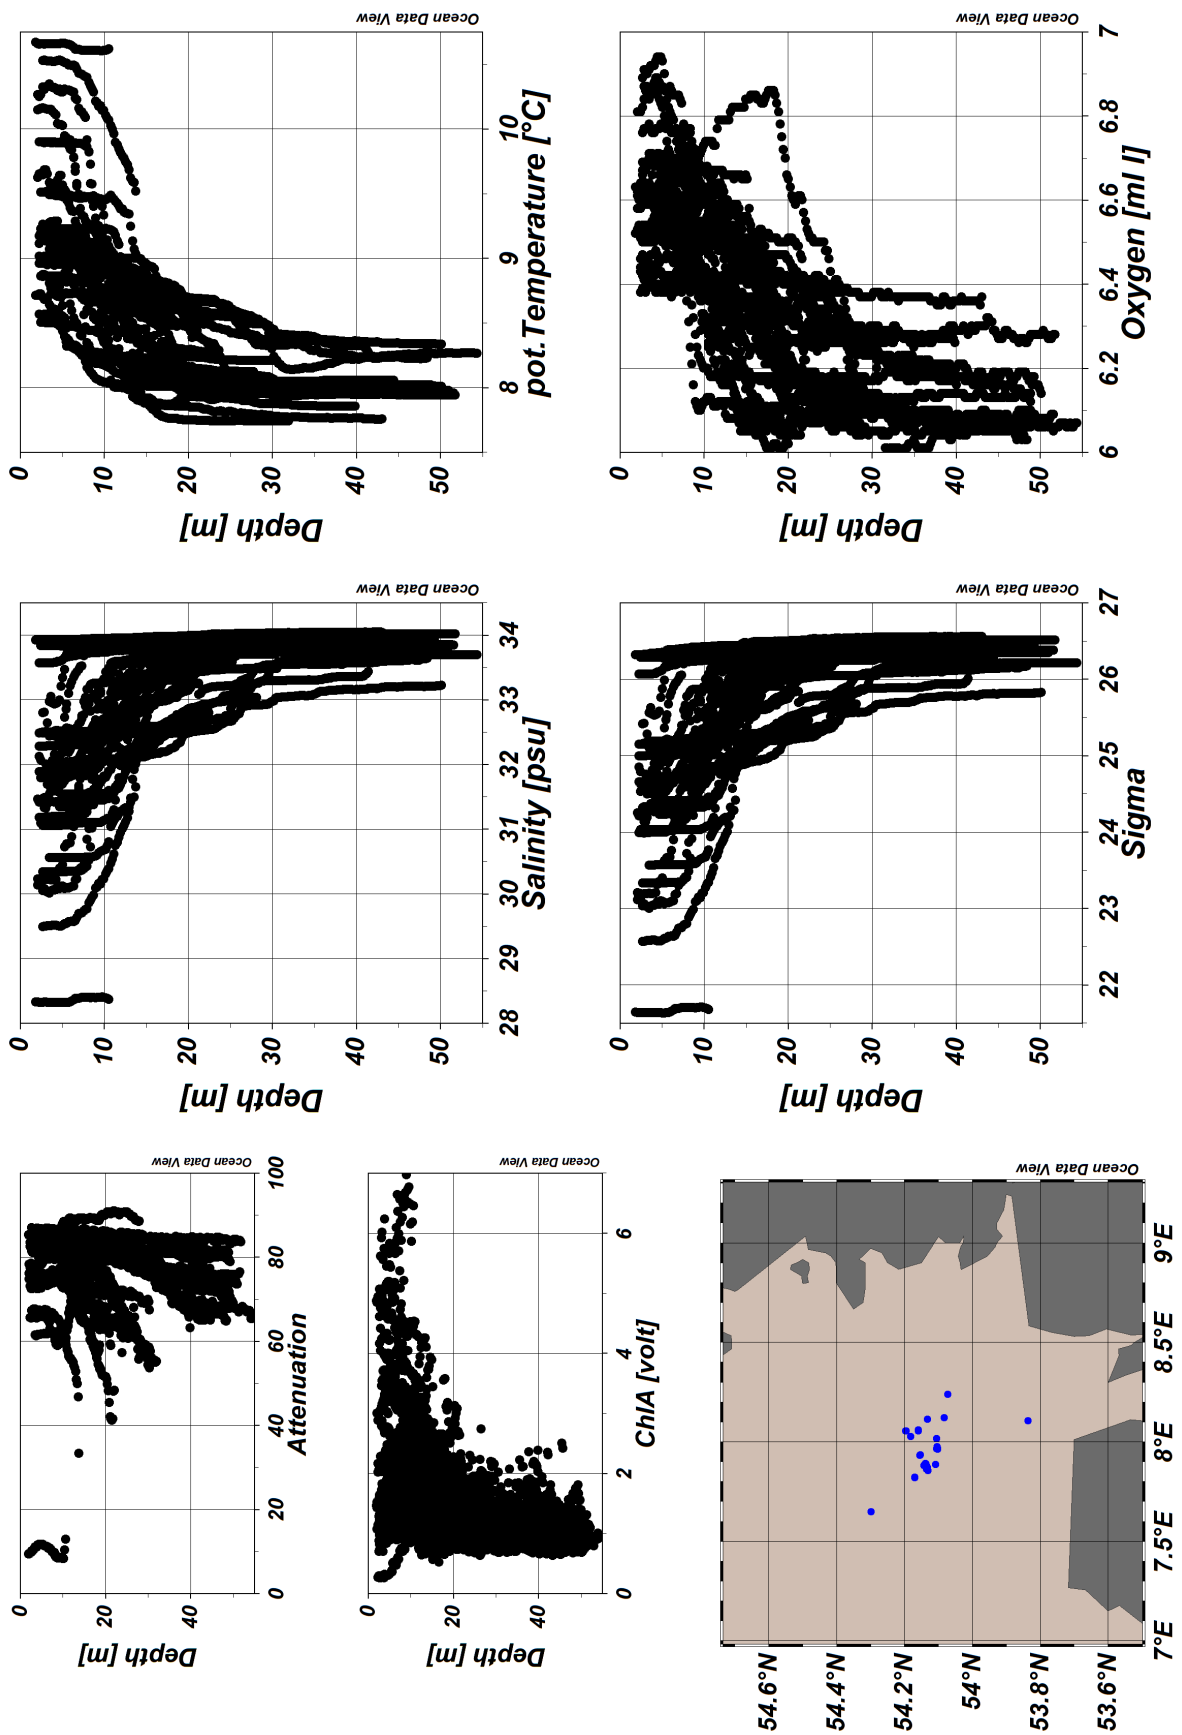 Ocean Data View
0
20
40
Depth [m]
0
20
40
60
80
100
Attenuation
Ocean Data View
0
10
20
30
40
50
Depth [m]
28
29
30
31
32
33
34
Salinity [psu]
Ocean Data View
0
10
20
30
40
50
Depth [m]
8
9
10
pot.Temperature [°C]
Ocean Data View
0
20
40
Depth [m]
0
2
4
6
ChlA [volt]
Ocean Data View
54.6°N
54.4°N
54.2°N
54°N
53.8°N
53.6°N
7°E
7.5°E
8°E
8.5°E
9°E
Ocean Data View
0
10
20
30
40
50
Depth [m]
22
23
24
25
26
27
Sigma
Ocean Data View
0
10
20
30
40
50
Depth [m]
6
6.2
6.4
6.6
6.8
7
Oxygen [ml l]